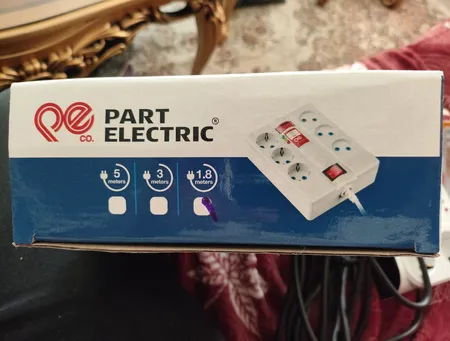 pe
co.
PART
ELECTRIC®
5
meters
3
meters
1.8
meters